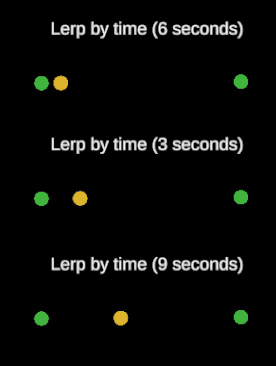 Lerp by time (6 seconds)
Lerp by time (3 seconds)
Lerp by time (9 seconds)